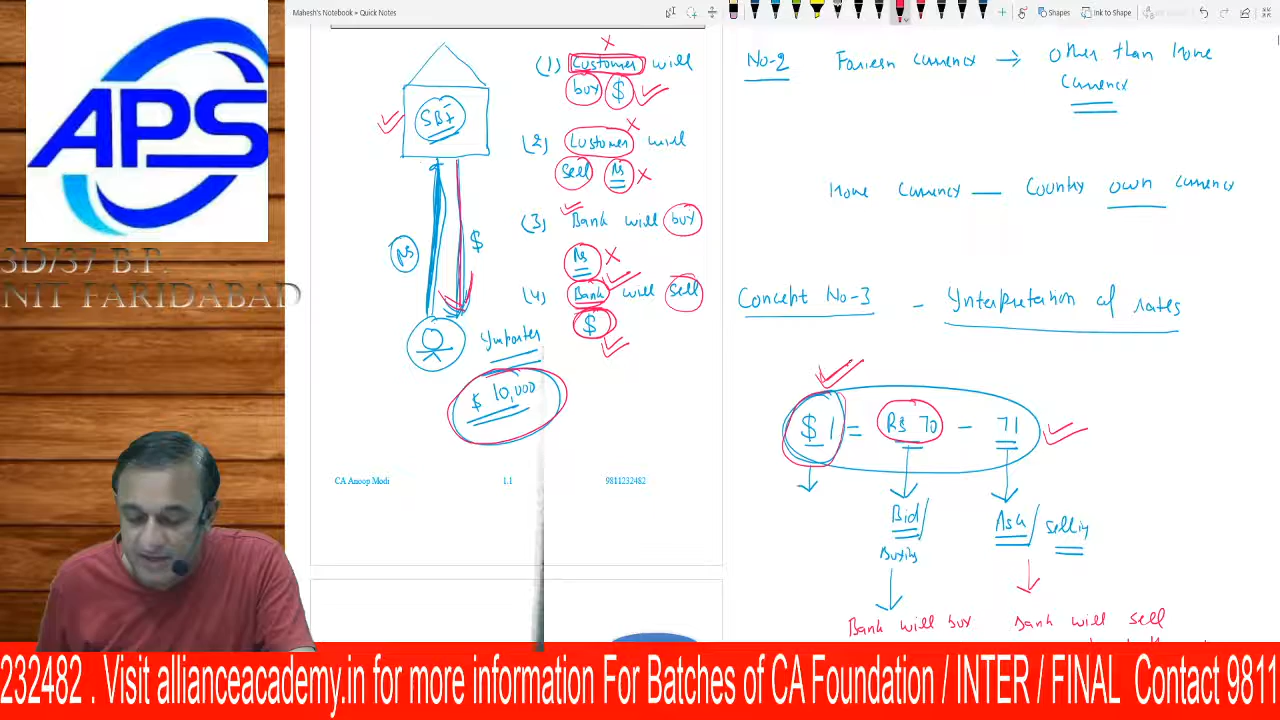 Mahesh's Notebook » Quick Notes
Shapes
Ink to Shape
APS
3D/37 B.P.
NIT FARIDABAD
SBI
Rs
$
Importer
$ 10,000
(1) Customer will
buy $
(2) Customer will
sell Rs
(3) Bank will buy
Rs
(4) Bank will sell
$
CA Anoop Modi
1.1
9811232482
No-2 Foriesn currency → other than Home
currency
Home currency — Country own currency
Concept No-3 - Interpretation of rates
$ 1 = Rs 70 - 71
Bid/
Buying
Ask/ selling
Bank will buy
Bank will sell
232482 . Visit allianceacademy.in for more information For Batches of CA Foundation / INTER / FINAL Contact 9811